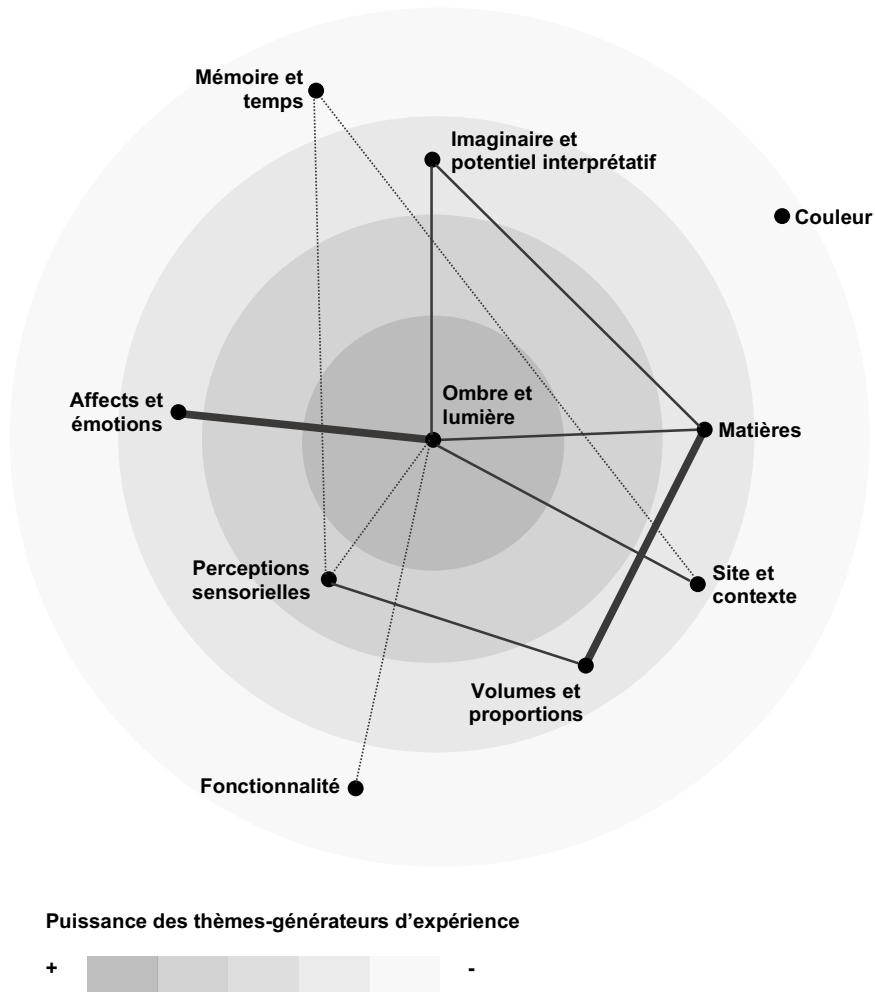 Mémoire et
temps
Imaginaire et
potentiel interprétatif
Couleur
Affects et
émotions
Ombre et
lumière
Matières
Perceptions
sensorielles
Site et
contexte
Volumes et
proportions
Fonctionnalité
Puissance des thèmes-générateurs d’expérience
+ -